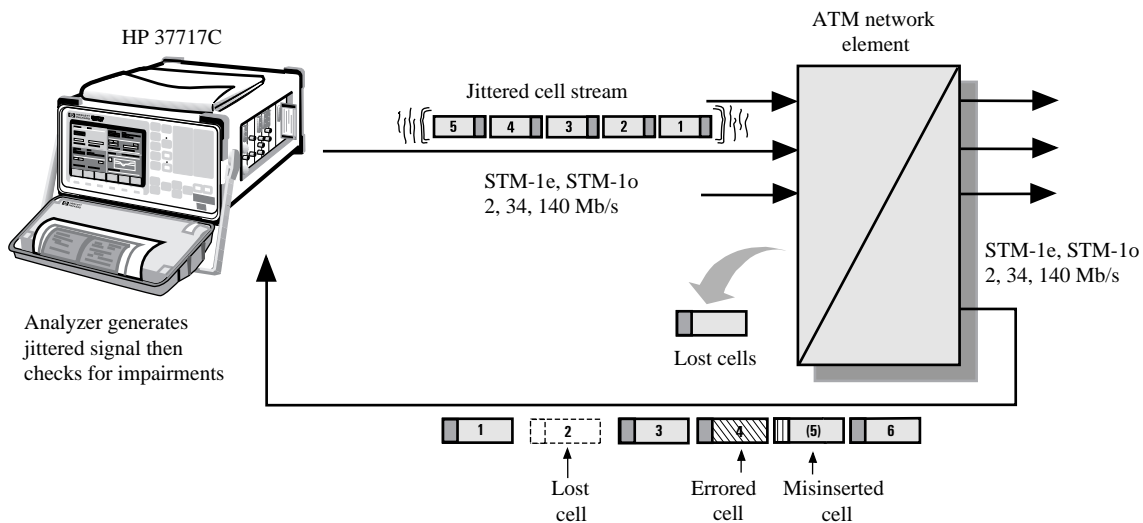 HP 37717C
ATM network
element
Jittered cell stream
5 4 3 2 1
STM-1e, STM-1o
2, 34, 140 Mb/s
STM-1e, STM-1o
2, 34, 140 Mb/s
Lost cells
Analyzer generates
jittered signal then
checks for impairments
1 2 3 4 (5) 6
Lost
cell
Errored
cell
Misinserted
cell